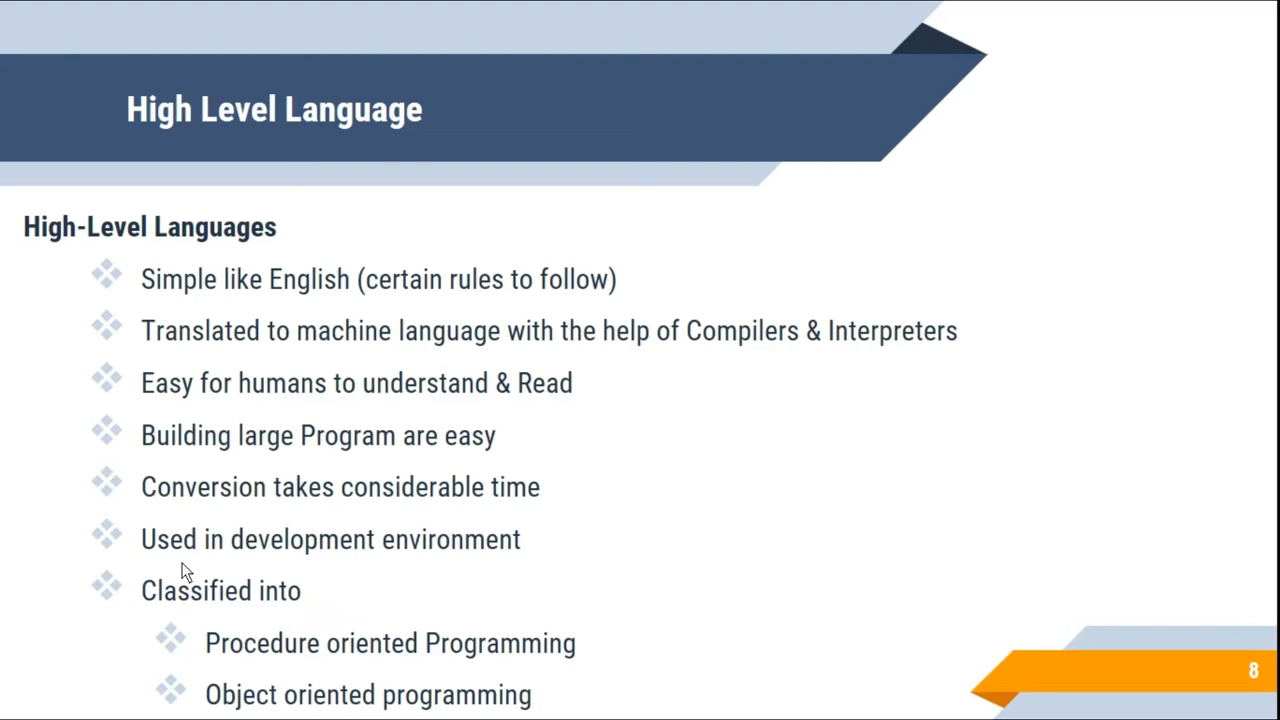 High Level Language
High-Level Languages
Simple like English (certain rules to follow)
Translated to machine language with the help of Compilers & Interpreters
Easy for humans to understand & Read
Building large Program are easy
Conversion takes considerable time
Used in development environment
Classified into
Procedure oriented Programming
Object oriented programming
8